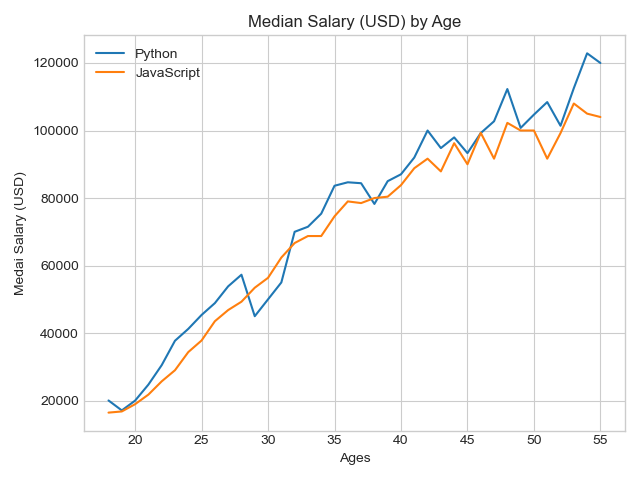 Median Salary (USD) by Age
Python
JavaScript
120000
100000
80000
60000
40000
20000
Medai Salary (USD)
20 25 30 35 40 45 50 55
Ages